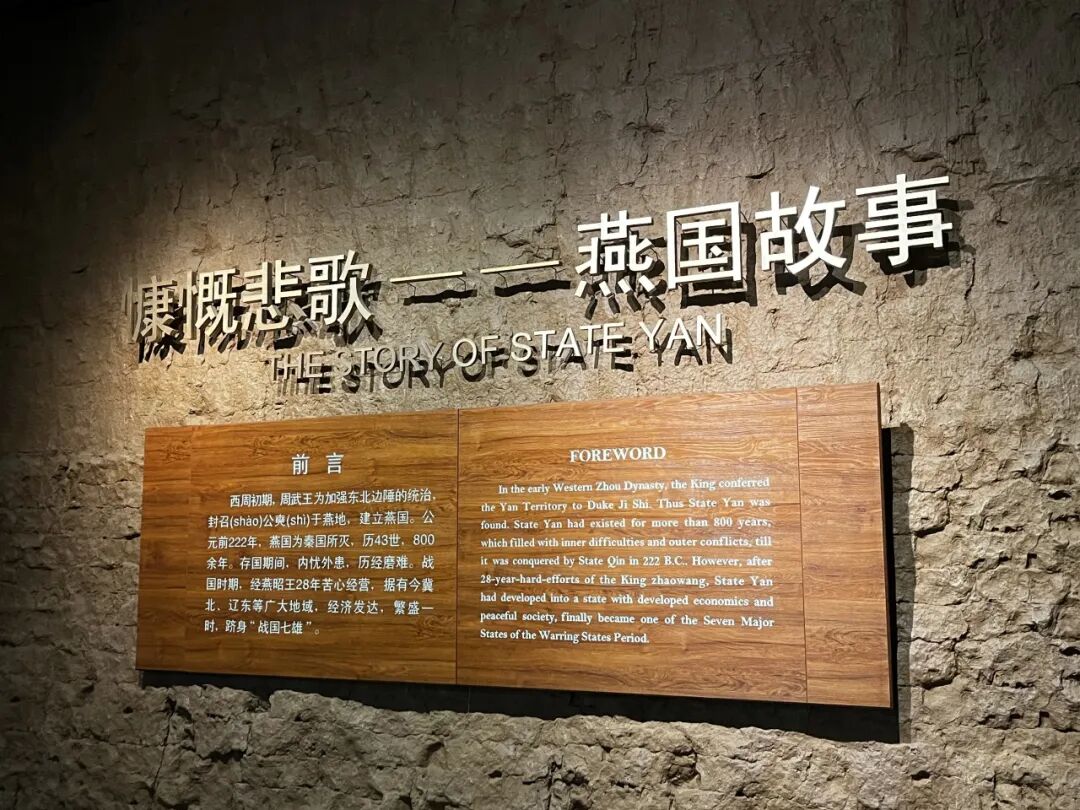 慷慨悲歌——燕国故事
THE STORY OF STATE YAN
前言
西周初期，周武王为加强东北边陲的统治，
封召(shào)公奭(shì)于燕地，建立燕国。公
元前222年，燕国为秦国所灭，历43世，800
余年。存国期间，内忧外患，历经磨难。战
国时期，经燕昭王28年苦心经营，据有今冀
北、辽东等广大地域，经济发达，繁盛一
时，跻身“战国七雄”。
FOREWORD
In the early Western Zhou Dynasty, the King conferred
the Yan Territory to Duke Ji Shi. Thus State Yan was
found. State Yan had existed for more than 800 years,
which filled with inner difficulties and outer conflicts, till
it was conquered by State Qin in 222 B.C.. However, after
28-year-hard-efforts of the King zhaowang, State Yan
had developed into a state with developed economics and
peaceful society, finally became one of the Seven Major
States of the Warring States Period.